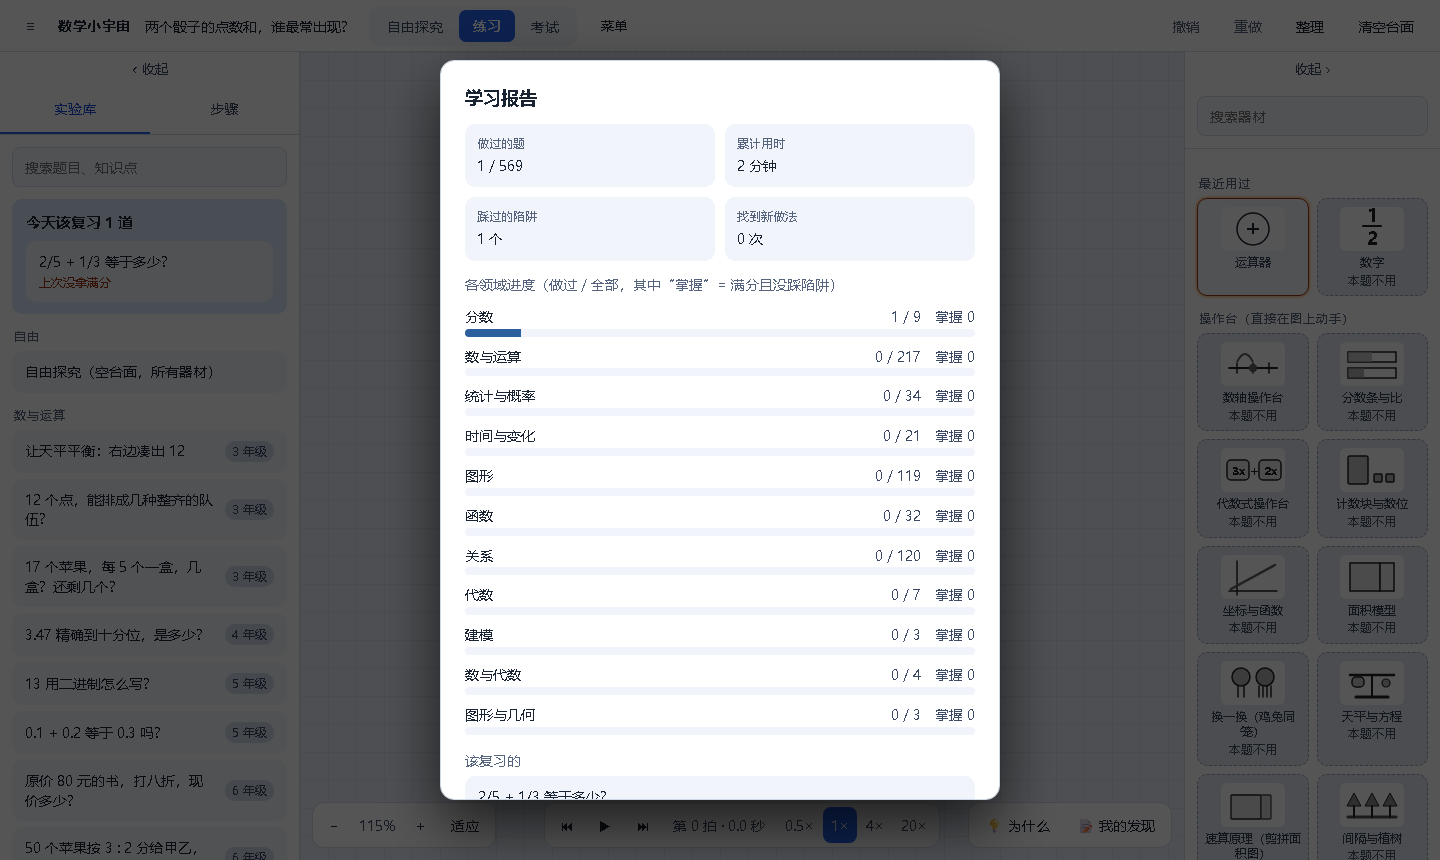 ≡ 数学小宇宙 两个骰子的点数和，谁最常出现？ 自由探究 练习 考试 菜单 撤销 重做 整理 清空台面
‹ 收起
实验库 步骤
搜索题目、知识点
今天该复习 1 道
2/5 + 1/3 等于多少？
上次没拿满分
自由
自由探究（空台面，所有器材）
数与运算
让天平平衡：右边凑出 12 3 年级
12 个点，能排成几种整齐的队
伍？
3 年级
17 个苹果，每 5 个一盒，几
盒？还剩几个？
3 年级
3.47 精确到十分位，是多少？ 4 年级
13 用二进制怎么写？ 5 年级
0.1 + 0.2 等于 0.3 吗？ 5 年级
原价 80 元的书，打八折，现
价多少？
6 年级
50 个苹果按 3 : 2 分给甲乙，
6 年级
学习报告
做过的题
1 / 569
累计用时
2 分钟
踩过的陷阱
1 个
找到新做法
0 次
各领域进度（做过 / 全部，其中“掌握”= 满分且没踩陷阱）
分数 1 / 9 掌握 0
数与运算 0 / 217 掌握 0
统计与概率 0 / 34 掌握 0
时间与变化 0 / 21 掌握 0
图形 0 / 119 掌握 0
函数 0 / 32 掌握 0
关系 0 / 120 掌握 0
代数 0 / 7 掌握 0
建模 0 / 3 掌握 0
数与代数 0 / 4 掌握 0
图形与几何 0 / 3 掌握 0
该复习的
2/5 + 1/3 等于多少？
− 115% + 适应
第 0 拍 · 0.0 秒 0.5× 1× 4× 20×
为什么 我的发现
收起 ›
搜索器材
最近用过
运算器
1
2
数字
本题不用
操作台（直接在图上动手）
数轴操作台
本题不用
分数条与比
本题不用
3x + 2x
代数式操作台
本题不用
计数块与数位
本题不用
坐标与函数
本题不用
面积模型
本题不用
换一换（鸡兔同
笼）
本题不用
天平与方程
本题不用
速算原理（剪拼面
积图）
间隔与植树
本题不用